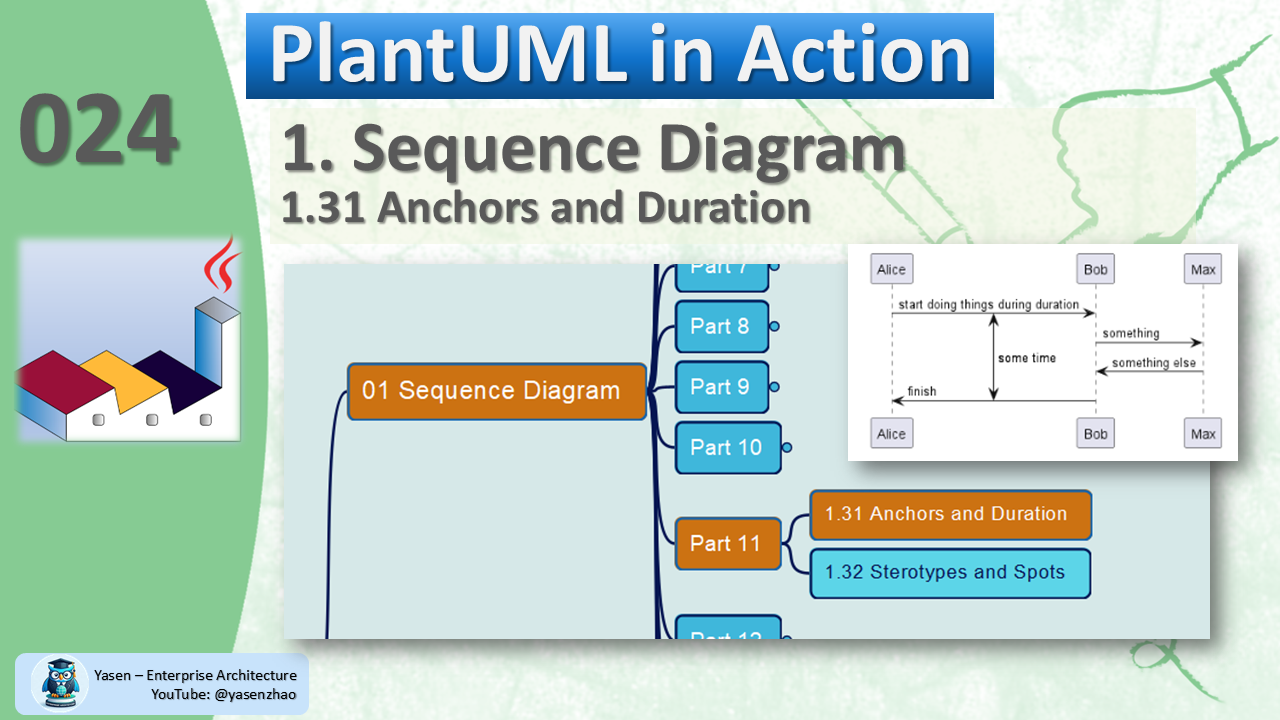 PlantUML in Action
024
1. Sequence Diagram
1.31 Anchors and Duration
Part 7
Part 8
01 Sequence Diagram
Part 9
Part 10
Part 11
1.31 Anchors and Duration
1.32 Sterotypes and Spots
Part 12
Alice
Bob
Max
start doing things during duration
something
some time
something else
finish
Alice
Bob
Max
Yasen – Enterprise Architecture
YouTube: @yasenzhao